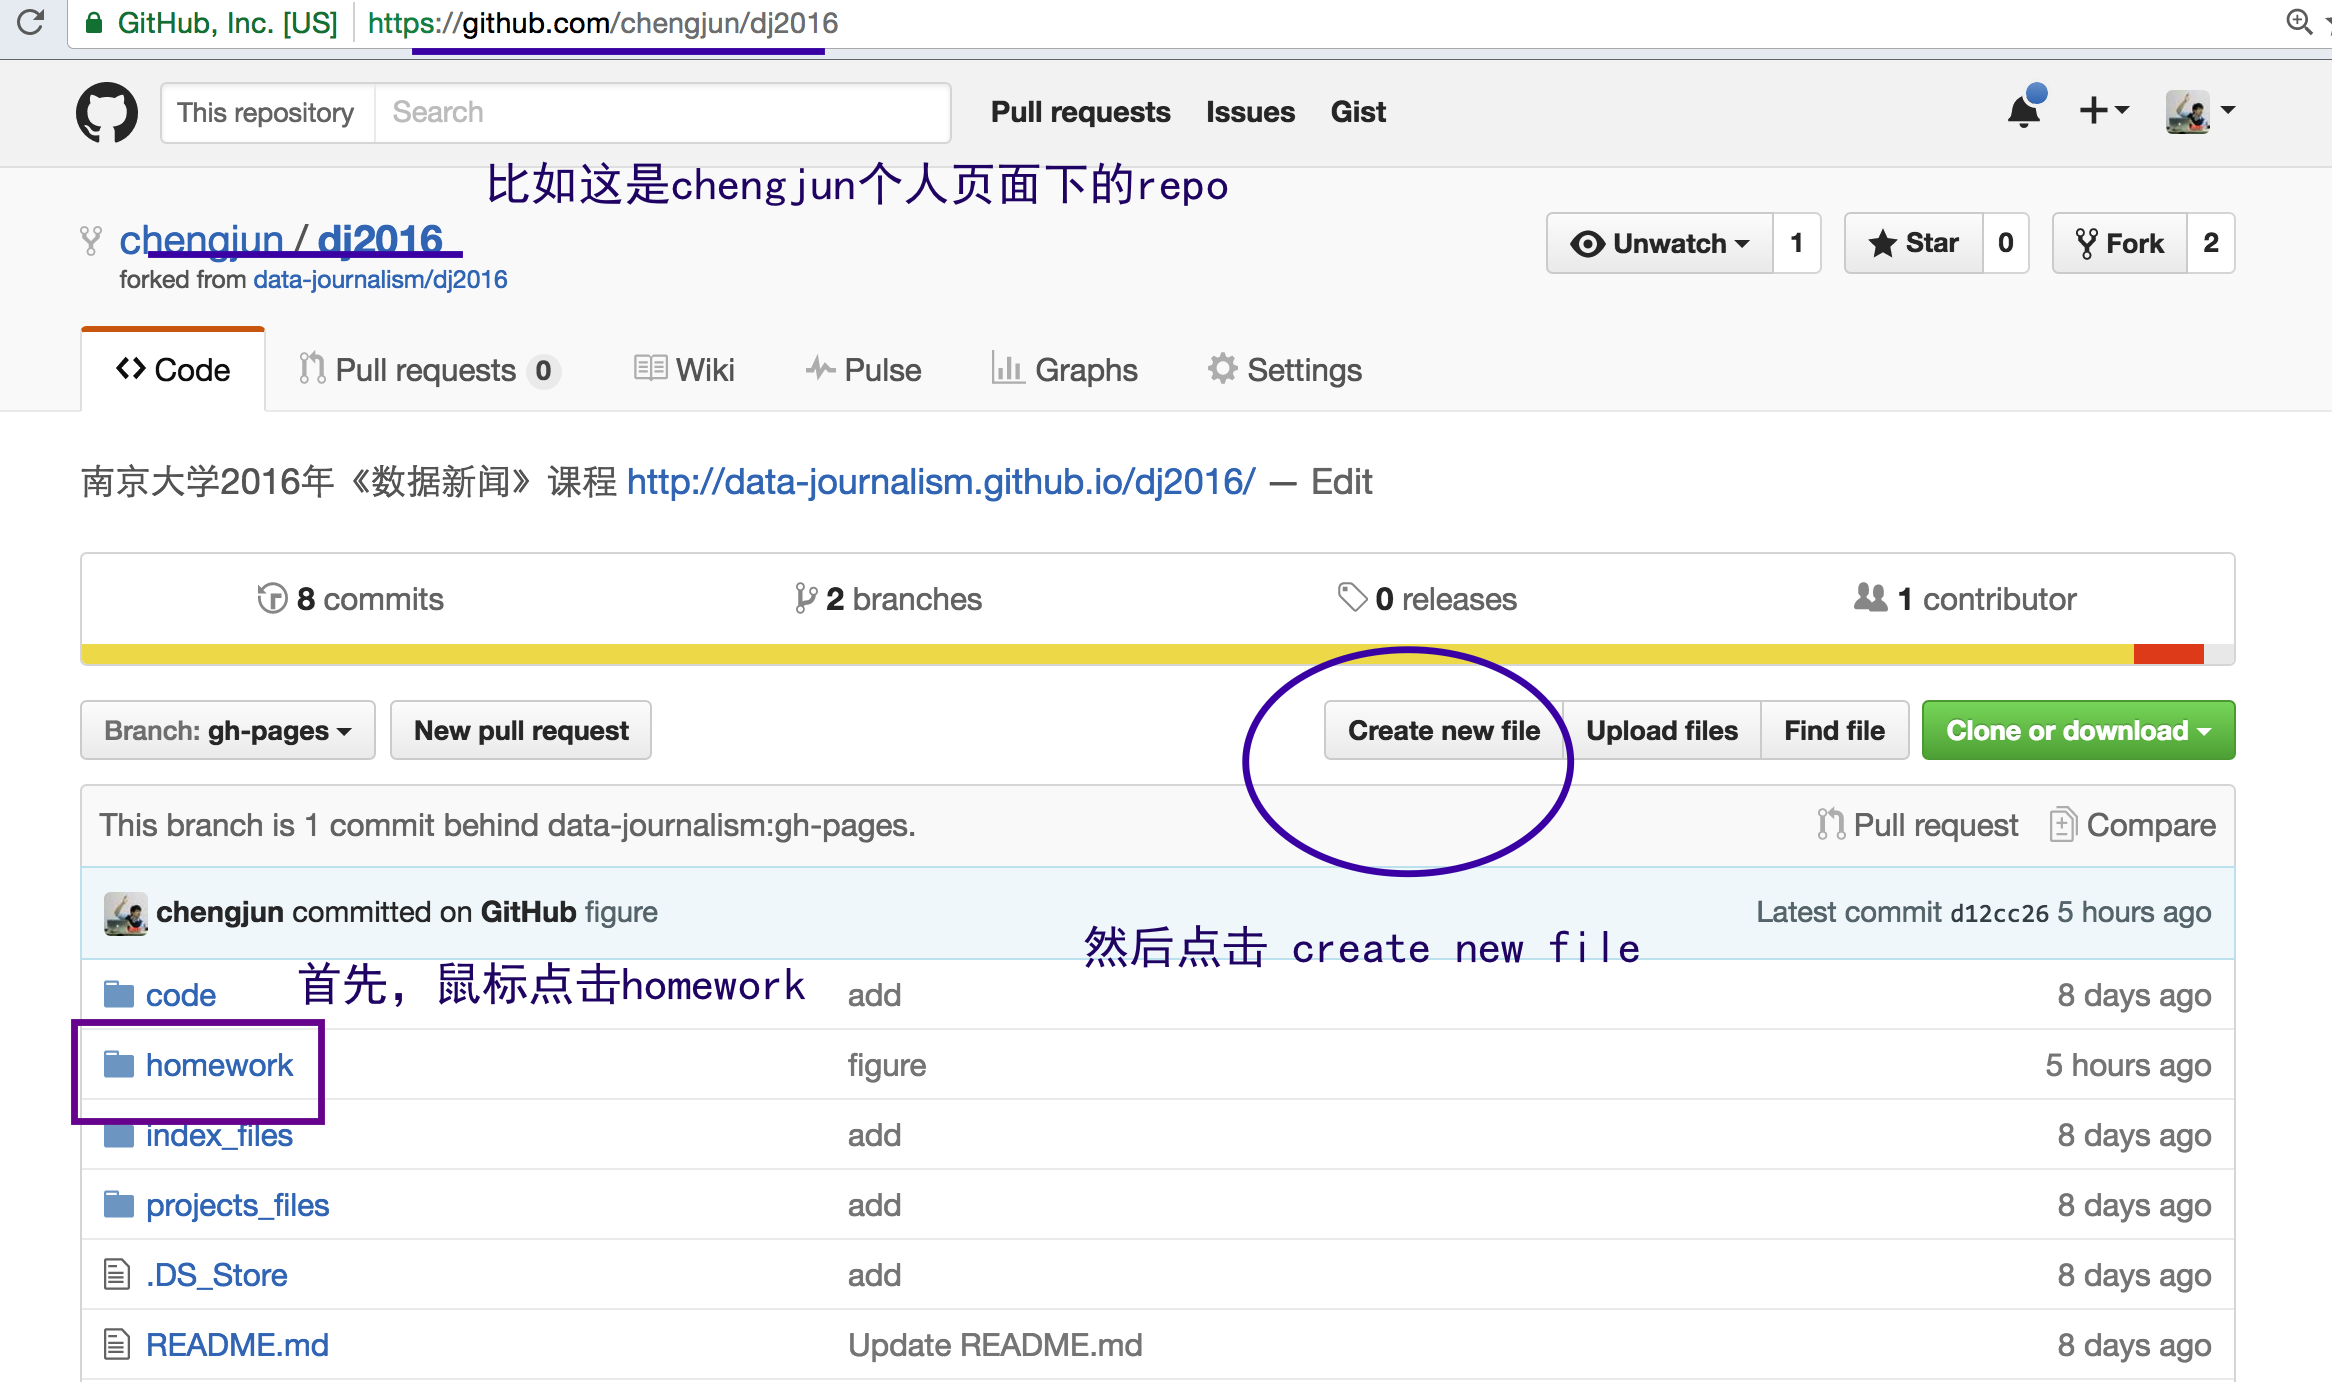 GitHub, Inc. [US] https://github.com/chengjun/dj2016
This repository Search Pull requests Issues Gist
比如这是chengjun个人页面下的repo
chengjun / dj2016 Unwatch 1 Star 0 Fork 2
forked from data-journalism/dj2016
Code Pull requests 0 Wiki Pulse Graphs Settings
南京大学2016年《数据新闻》课程 http://data-journalism.github.io/dj2016/ — Edit
8 commits 2 branches 0 releases 1 contributor
Branch: gh-pages New pull request Create new file Upload files Find file Clone or download
This branch is 1 commit behind data-journalism:gh-pages. Pull request Compare
chengjun committed on GitHub figure Latest commit d12cc26 5 hours ago
然后点击 create new file
首先，鼠标点击homework
code add 8 days ago
homework figure 5 hours ago
index_files add 8 days ago
projects_files add 8 days ago
.DS_Store add 8 days ago
README.md Update README.md 8 days ago